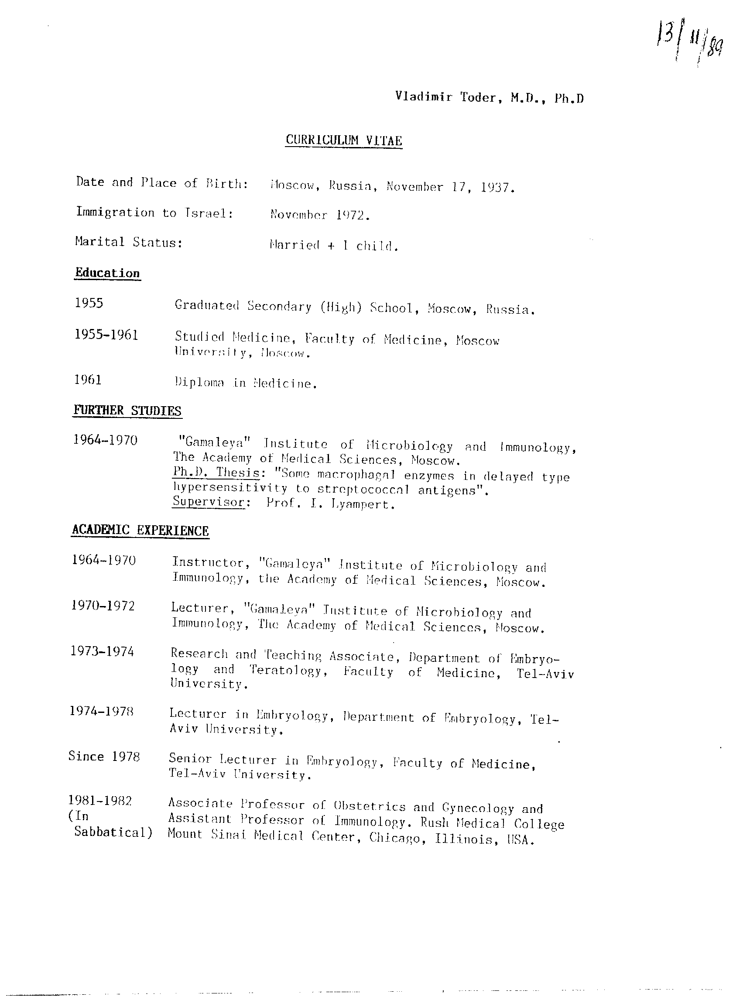 13/11/89
Vladimir Toder, M.D., Ph.D
CURRICULUM VITAE
Date and Place of Birth: Moscow, Russia, November 17, 1937.
Immigration to Israel: November 1972.
Marital Status: Married + 1 child.
Education
1955 Graduated Secondary (High) School, Moscow, Russia.
1955-1961 Studied Medicine, Faculty of Medicine, Moscow
University, Moscow.
1961 Diploma in Medicine.
FURTHER STUDIES
1964-1970 "Gamaleya" Institute of Microbiology and Immunology,
The Academy of Medical Sciences, Moscow.
Ph.D. Thesis: "Some macrophagal enzymes in delayed type
hypersensitivity to streptococcal antigens".
Supervisor: Prof. I. Lyampert.
ACADEMIC EXPERIENCE
1964-1970 Instructor, "Gamaleya" Institute of Microbiology and
Immunology, the Academy of Medical Sciences, Moscow.
1970-1972 Lecturer, "Gamaleya" Institute of Microbiology and
Immunology, The Academy of Medical Sciences, Moscow.
1973-1974 Research and Teaching Associate, Department of Embryo-
logy and Teratology, Faculty of Medicine, Tel-Aviv
University.
1974-1978 Lecturer in Embryology, Department of Embryology, Tel-
Aviv University.
Since 1978 Senior Lecturer in Embryology, Faculty of Medicine,
Tel-Aviv University.
1981-1982 Associate Professor of Obstetrics and Gynecology and
(In Assistant Professor of Immunology. Rush Medical College
Sabbatical) Mount Sinai Medical Center, Chicago, Illinois, USA.